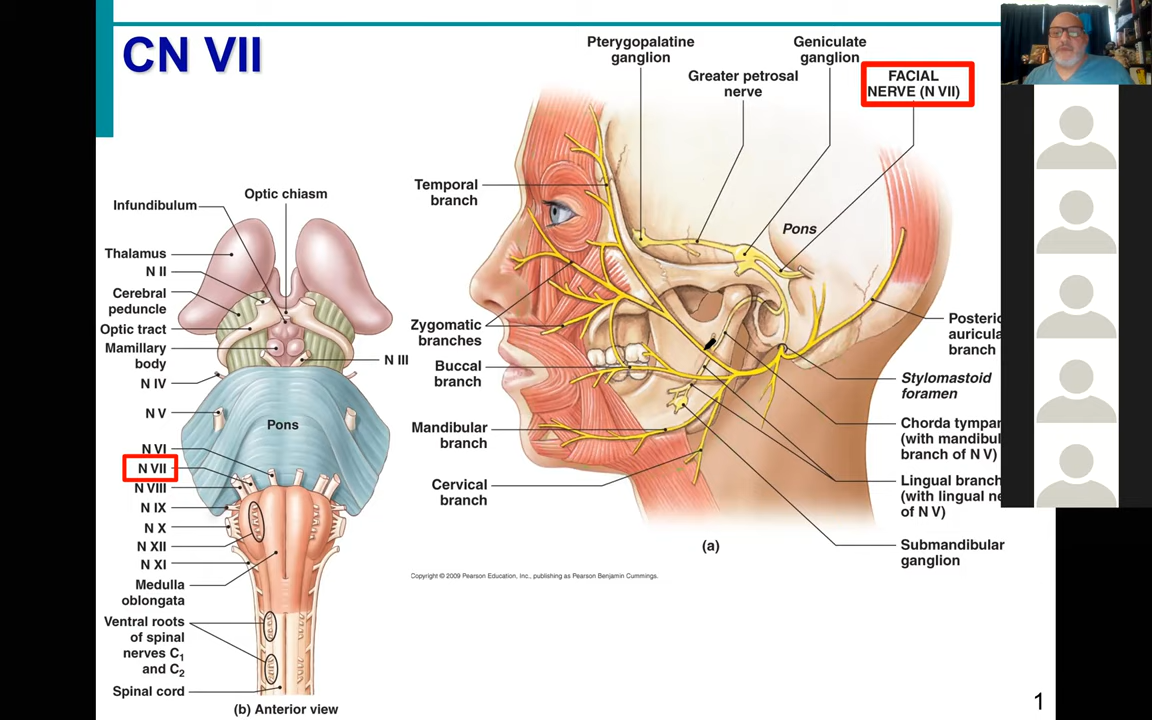 CN VII
Pterygopalatine
ganglion
Geniculate
ganglion
Greater petrosal
nerve
FACIAL
NERVE (N VII)
Temporal
branch
Pons
Zygomatic
branches
Buccal
branch
Mandibular
branch
Cervical
branch
auricula
branch
Stylomastoid
foramen
Chorda
(with
branch of N V)
Lingual branch
(with lingual
of N V)
Submandibular
ganglion
(a)
Copyright © 2009 Pearson Education, Inc., publishing as Pearson Benjamin Cummings.
Optic chiasm
Infundibulum
Thalamus
N II
Cerebral
peduncle
Optic tract
Mamillary
body
N III
N IV
N V
Pons
N VI
N VII
N VIII
N IX
N X
N XII
N XI
Medulla
oblongata
Ventral roots
of spinal
nerves C1
and C2
Spinal cord
(b) Anterior view
1